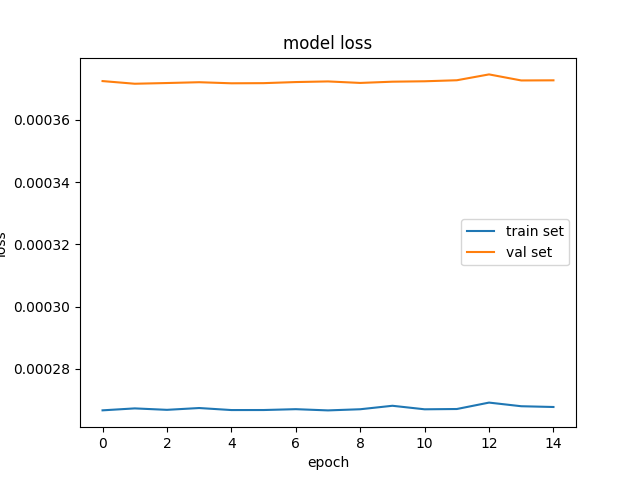 model loss
0.00036
0.00034
0.00032
0.00030
0.00028
loss
train set
val set
0 2 4 6 8 10 12 14
epoch